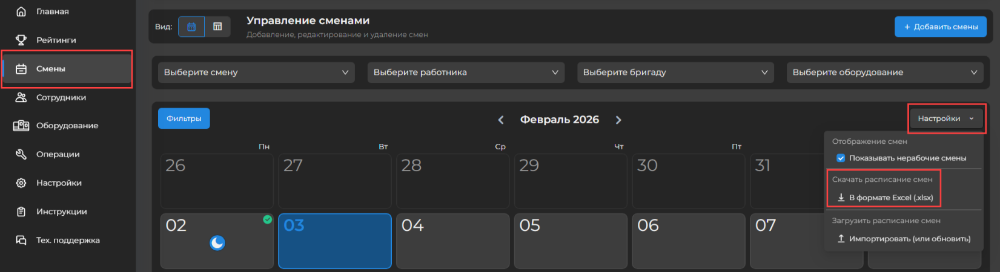 Главная
Рейтинги
Смены
Сотрудники
Оборудование
Операции
Настройки
Инструкции
Тех. поддержка
Вид:
Управление сменами
Добавление, редактирование и удаление смен
+ Добавить смены
Выберите смену
Выберите работника
Выберите бригаду
Выберите оборудование
Фильтры
Февраль 2026
Настройки
Пн Вт Ср Чт Пт
26 27 28 29 30 31
02 03 04 05 06 07
Отображение смен
Показывать нерабочие смены
Скачать расписание смен
В формате Excel (.xlsx)
Загрузить расписание смен
Импортировать (или обновить)